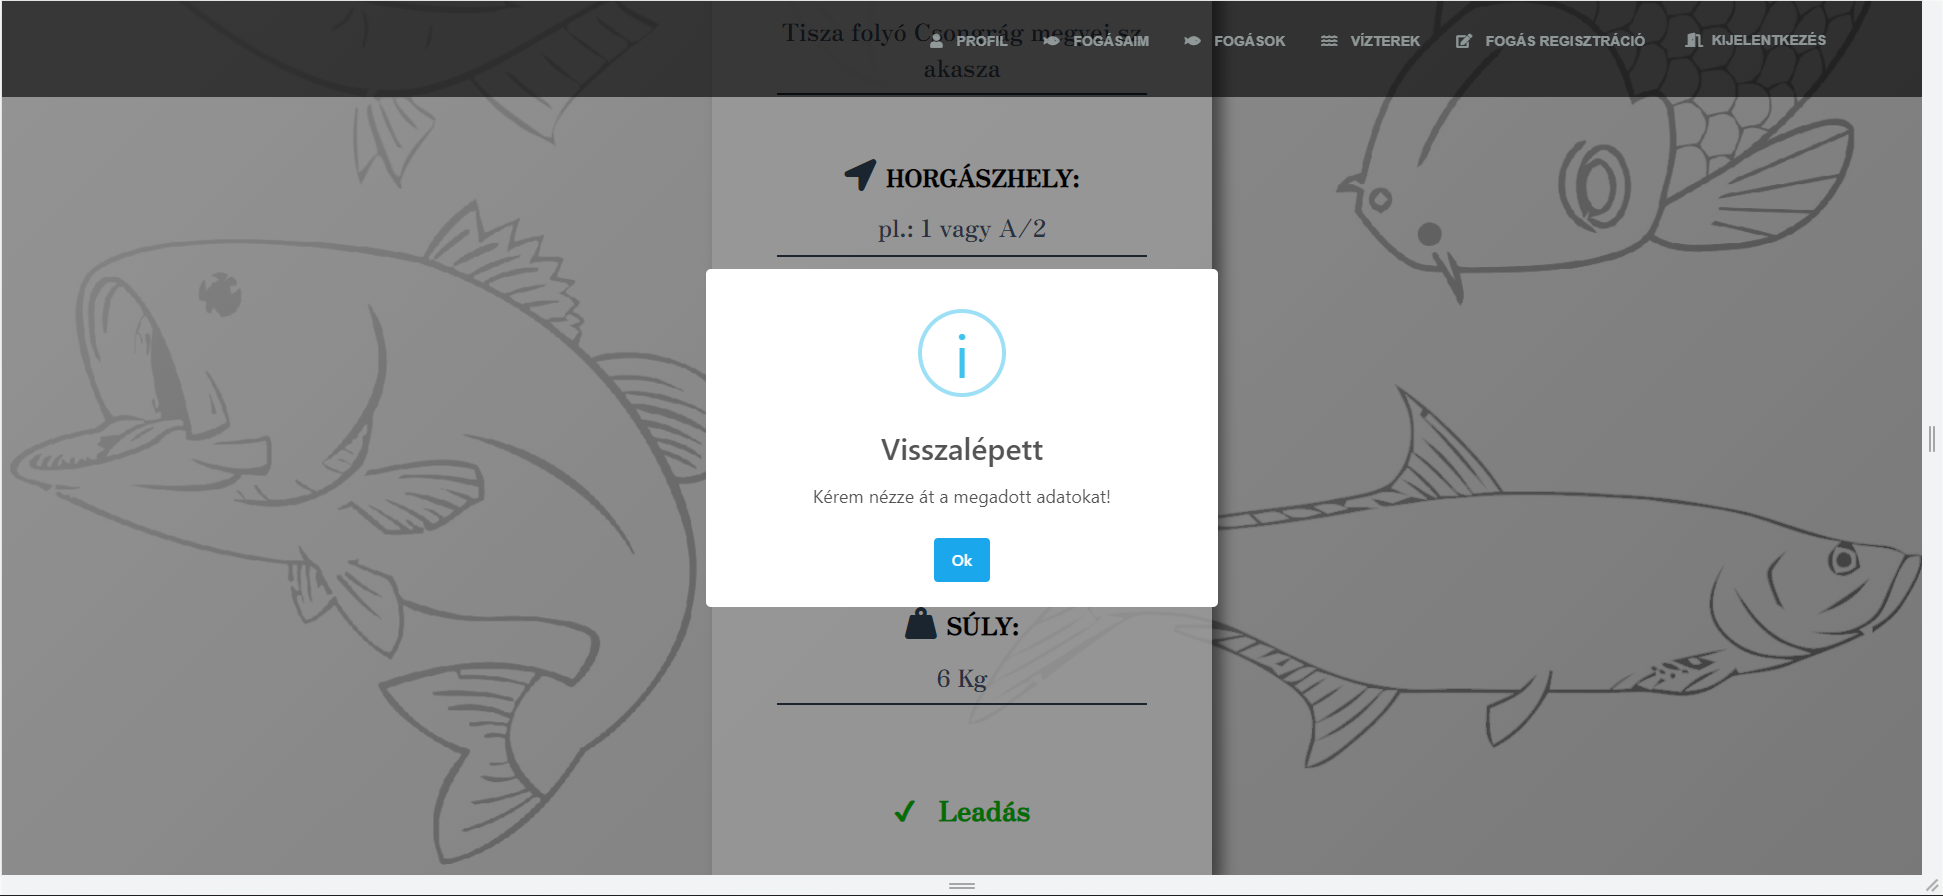 Tisza folyó Csongrág megyei sz
akasza
PROFIL
FOGÁSAIM
FOGÁSOK
VÍZTEREK
FOGÁS REGISZTRÁCIÓ
KIJELENTKEZÉS
HORGÁSZHELY:
pl.: 1 vagy A/2
Visszalépett
Kérem nézze át a megadott adatokat!
Ok
SÚLY:
6 Kg
Leadás